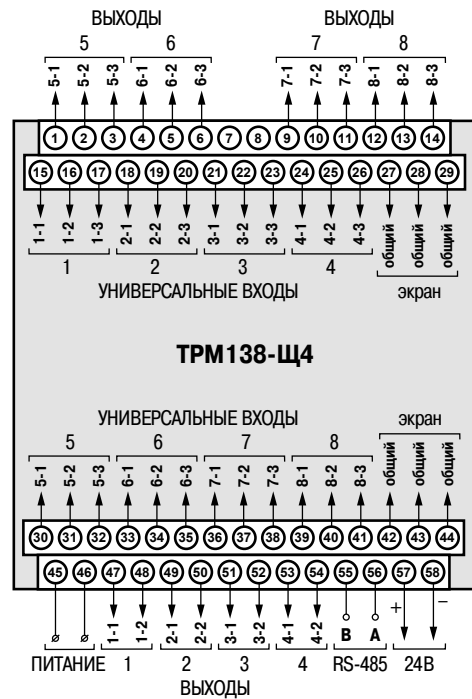 ВЫХОДЫ ВЫХОДЫ
5 6 7 8
5-1 5-2 5-3 6-1 6-2 6-3 7-1 7-2 7-3 8-1 8-2 8-3
1 2 3 4 5 6 7 8 9 10 11 12 13 14
15 16 17 18 19 20 21 22 23 24 25 26 27 28 29
1-1 1-2 1-3 2-1 2-2 2-3 3-1 3-2 3-3 4-1 4-2 4-3 общий общий общий
1 2 3 4 экран
УНИВЕРСАЛЬНЫЕ ВХОДЫ
ТРМ138-Щ4
УНИВЕРСАЛЬНЫЕ ВХОДЫ экран
5 6 7 8
5-1 5-2 5-3 6-1 6-2 6-3 7-1 7-2 7-3 8-1 8-2 8-3 общий общий общий
30 31 32 33 34 35 36 37 38 39 40 41 42 43 44
45 46 47 48 49 50 51 52 53 54 55 56 57 58
+ –
1-1 1-2 2-1 2-2 3-1 3-2 4-1 4-2 B A
ПИТАНИЕ 1 2 3 4 RS-485 24В
ВЫХОДЫ